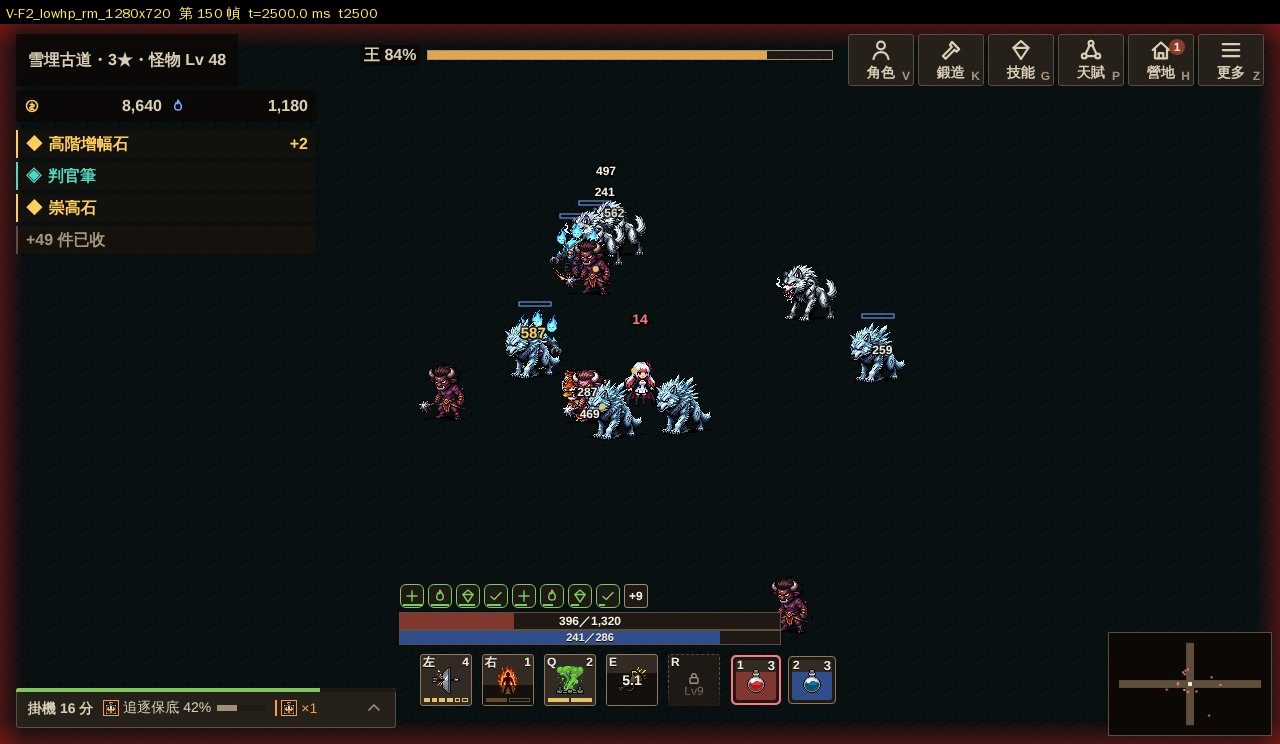 V-F2_lowhp_rm_1280x720 第 150 幀 t=2500.0 ms t2500
雪埋古道・3★・怪物 Lv 48
王 84%
角色 V
鍛造 K
技能 G
天賦 P
營地 H
1
更多 Z
8,640
1,180
高階增幅石 +2
判官筆
崇高石
+49 件已收
497
241
562
14
587
259
287
469
+9
396／1,320
241／286
左 4
右 1
Q 2
E
5.1
R
Lv9
1 3
2 3
掛機 16 分
追逐保底 42%
×1